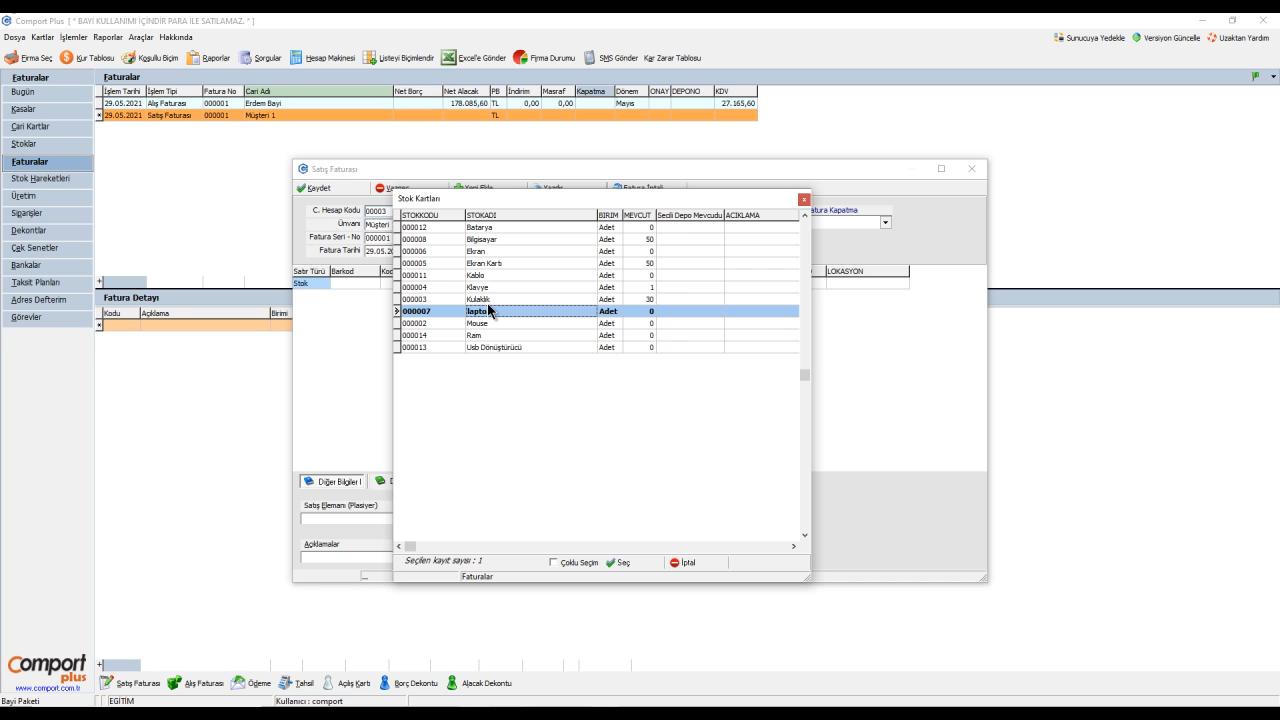 Comport Plus [ * BAYİ KULLANIMI İÇİNDİR PARA İLE SATILAMAZ. * ]
Dosya Kartlar İşlemler Raporlar Araçlar Hakkında
Sunucuya Yedekle Versiyon Güncelle Uzaktan Yardım
Firma Seç Kur Tablosu Koşullu Biçim Raporlar Sorgular Hesap Makinesi Listeyi Biçimlendir Excel'e Gönder Firma Durumu SMS Gönder Kar Zarar Tablosu
Faturalar
Bugün
Kasalar
Cari Kartlar
Stoklar
Faturalar
Stok Hareketleri
Üretim
Siparişler
Dekontlar
Çek Senetler
Bankalar
Taksit Planları
Adres Defterim
Görevler
Faturalar
İşlem Tarihi İşlem Tipi Fatura No Cari Adı Net Borç Net Alacak PB İndirim Masraf Kapatma Dönem ONAY DEPONO KDV
29.05.2021 Alış Faturası 000001 Erdem Bayi 178.085,60 TL 0,00 0,00 Mayıs 27.165,60
29.05.2021 Satış Faturası 000001 Müşteri 1 TL
Fatura Detayı
Kodu Açıklama Birimi
Satış Faturası
Kaydet
C. Hesap Kodu 00003
Ünvanı Müşteri
Fatura Seri - No 000001
Fatura Tarihi 29.05.20
atura Kapatma
Satır Türü Barkod LOKASYON
Stok
Stok Kartları
STOKKODU STOKADI BIRIM MEVCUT Secili Depo Mevcudu ACIKLAMA
000012 Batarya Adet 0
000008 Bilgisayar Adet 50
000006 Ekran Adet 0
000005 Ekran Kartı Adet 50
000011 Kablo Adet 0
000004 Klavye Adet 1
000003 Kulaklık Adet 30
000007 lapto Adet 0
000002 Mouse Adet 0
000014 Ram Adet 0
000013 Usb Dönüştürücü Adet 0
Seçilen kayıt sayısı : 1
Çoklu Seçim Seç İptal
Faturalar
Diğer Bilgiler I
Satış Elemanı (Plasiyer)
Açıklamalar
Comport
plus
www.comport.com.tr
Satış Faturası Alış Faturası Ödeme Tahsil Açılış Kartı Borç Dekontu Alacak Dekontu
Bayi Paketi EGİTİM Kullanıcı : comport